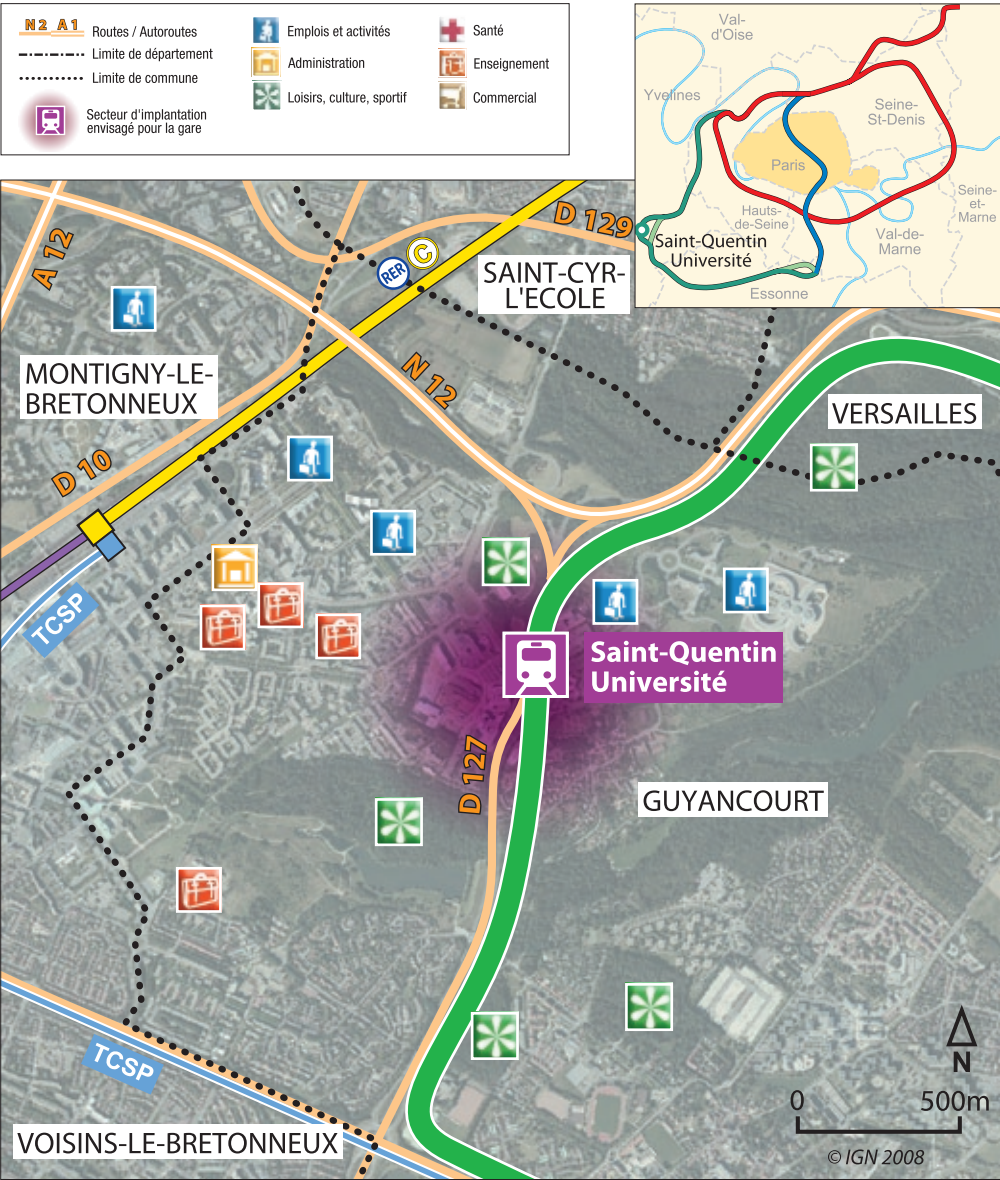 N2 A1 Routes / Autoroutes
Limite de département
Limite de commune
Secteur d'implantation
envisagé pour la gare
Emplois et activités
Administration
Loisirs, culture, sportif
Santé
Enseignement
Commercial
Val-
d'Oise
Yvelines
Seine-
St-Denis
Paris
Hauts-
de-Seine
Seine-
et-
Marne
Val-de-
Marne
Saint-Quentin
Université
Essonne
A 12
D 129
RER C
SAINT-CYR-
L'ECOLE
MONTIGNY-LE-
BRETONNEUX
N 12
VERSAILLES
D 10
TCSP
Saint-Quentin
Université
D 127
GUYANCOURT
TCSP
VOISINS-LE-BRETONNEUX
N
0 500m
© IGN 2008